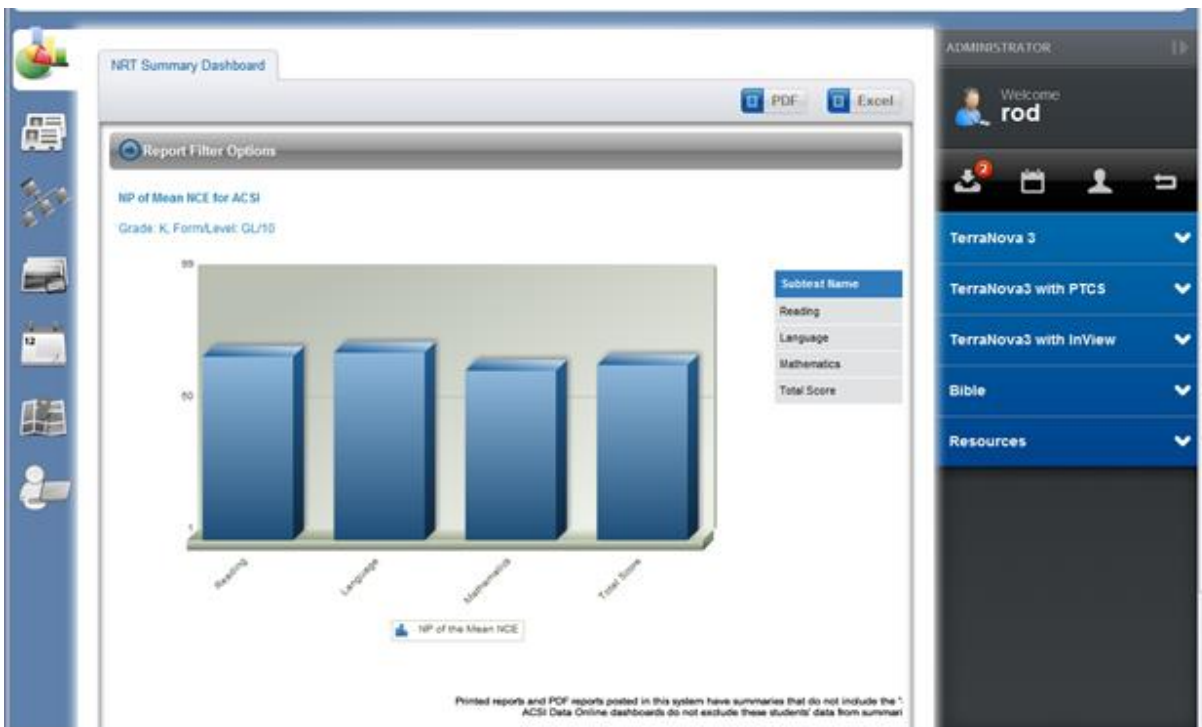 NRT Summary Dashboard
PDF
Excel
Report Filter Options
NP of Mean NCE for ACSI
Grade: K, Form/Level: GL/10
99
50
1
Reading
Language
Mathematics
Total Score
NP of the Mean NCE
Subtest Name
Reading
Language
Mathematics
Total Score
Printed reports and PDF reports posted in this system have summaries that do not include the "
ACSI Data Online dashboards do not exclude these students' data from summari
ADMINISTRATOR
Welcome
rod
2
TerraNova 3
TerraNova3 with PTCS
TerraNova3 with InView
Bible
Resources
12